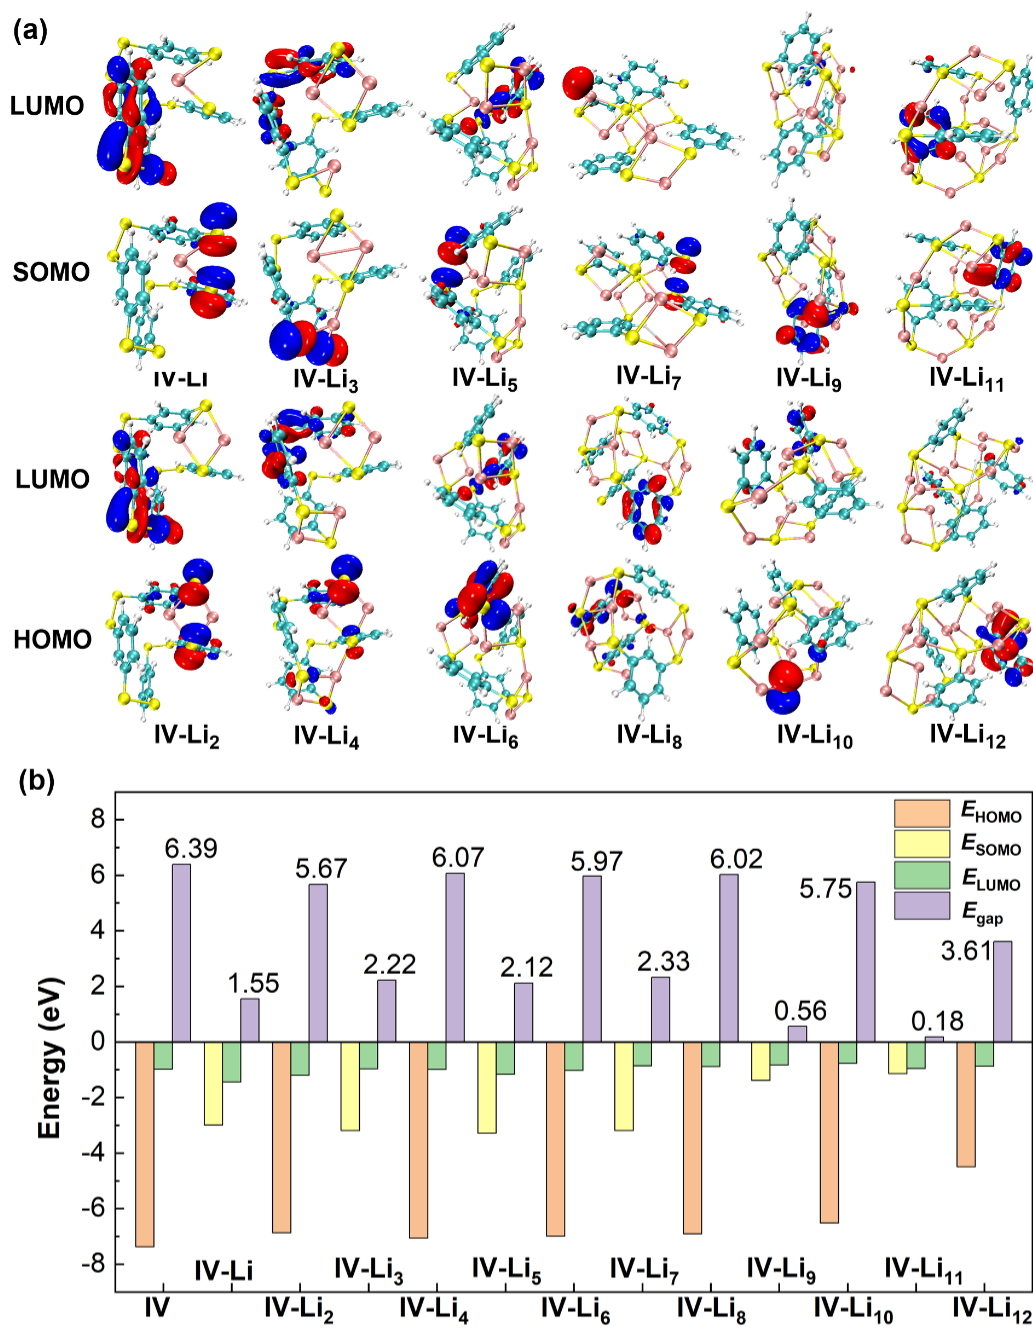 (a)
LUMO
SOMO
IV-Li IV-Li₃ IV-Li₅ IV-Li₇ IV-Li₉ IV-Li₁₁
LUMO
HOMO
IV-Li₂ IV-Li₄ IV-Li₆ IV-Li₈ IV-Li₁₀ IV-Li₁₂
(b)
Energy (eV)
8
6
4
2
0
-2
-4
-6
-8
E_HOMO
E_SOMO
E_LUMO
E_gap
6.39
1.55
5.67
2.22
6.07
2.12
5.97
2.33
6.02
0.56
5.75
0.18
3.61
IV-Li IV-Li₃ IV-Li₅ IV-Li₇ IV-Li₉ IV-Li₁₁
IV IV-Li₂ IV-Li₄ IV-Li₆ IV-Li₈ IV-Li₁₀ IV-Li₁₂